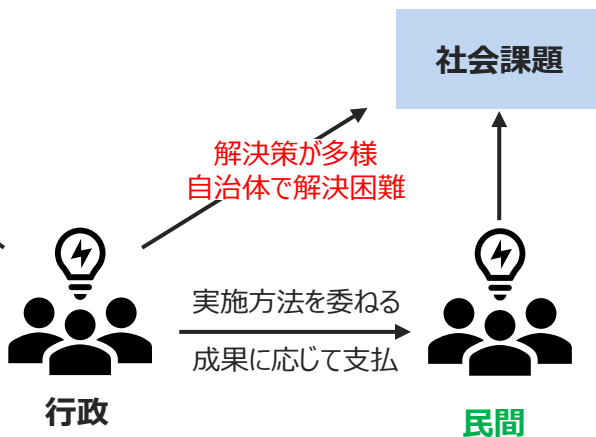 社会課題
解決策が多様
自治体で解決困難
実施方法を委ねる
成果に応じて支払
行政
民間